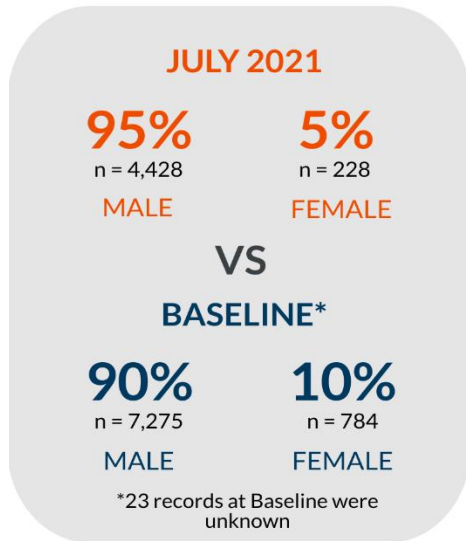 JULY 2021
95% 5%
n = 4,428 n = 228
MALE FEMALE
VS
BASELINE*
90% 10%
n = 7,275 n = 784
MALE FEMALE
*23 records at Baseline were
unknown